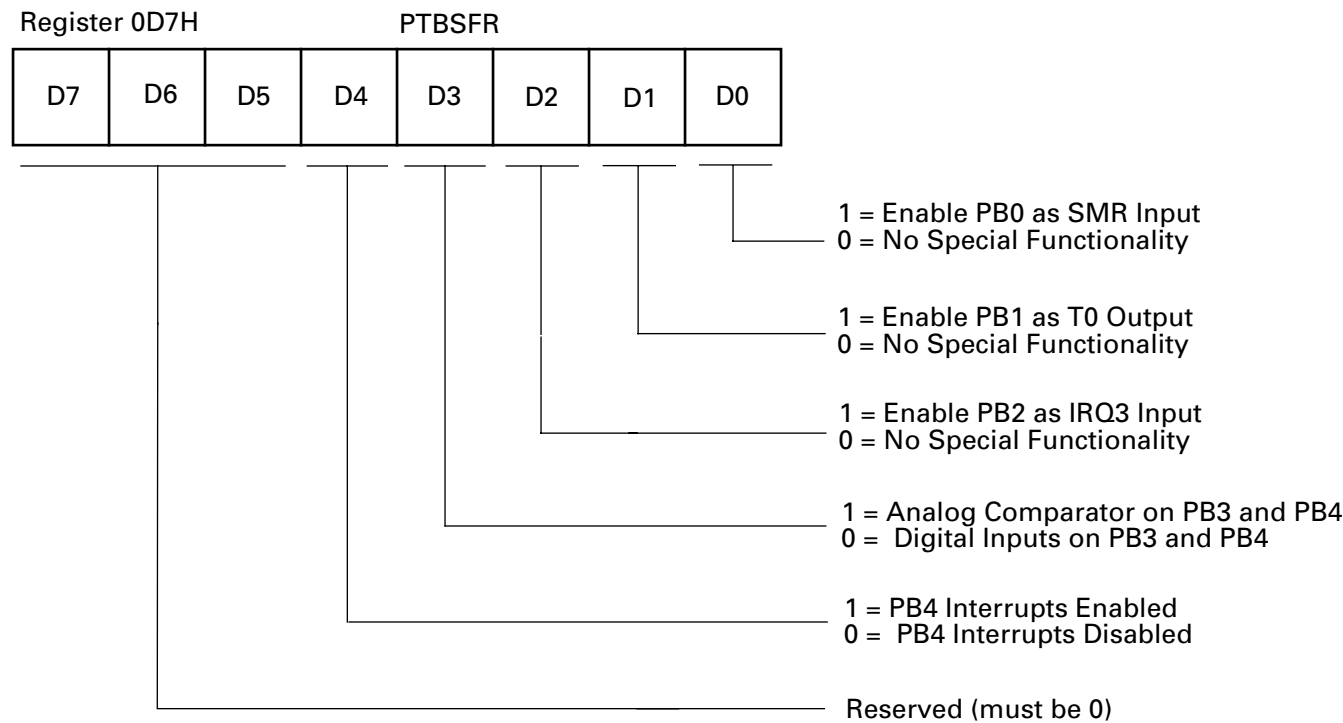 Register 0D7H PTBSFR
D7 D6 D5 D4 D3 D2 D1 D0
1 = Enable PB0 as SMR Input
0 = No Special Functionality
1 = Enable PB1 as T0 Output
0 = No Special Functionality
1 = Enable PB2 as IRQ3 Input
0 = No Special Functionality
1 = Analog Comparator on PB3 and PB4
0 = Digital Inputs on PB3 and PB4
1 = PB4 Interrupts Enabled
0 = PB4 Interrupts Disabled
Reserved (must be 0)